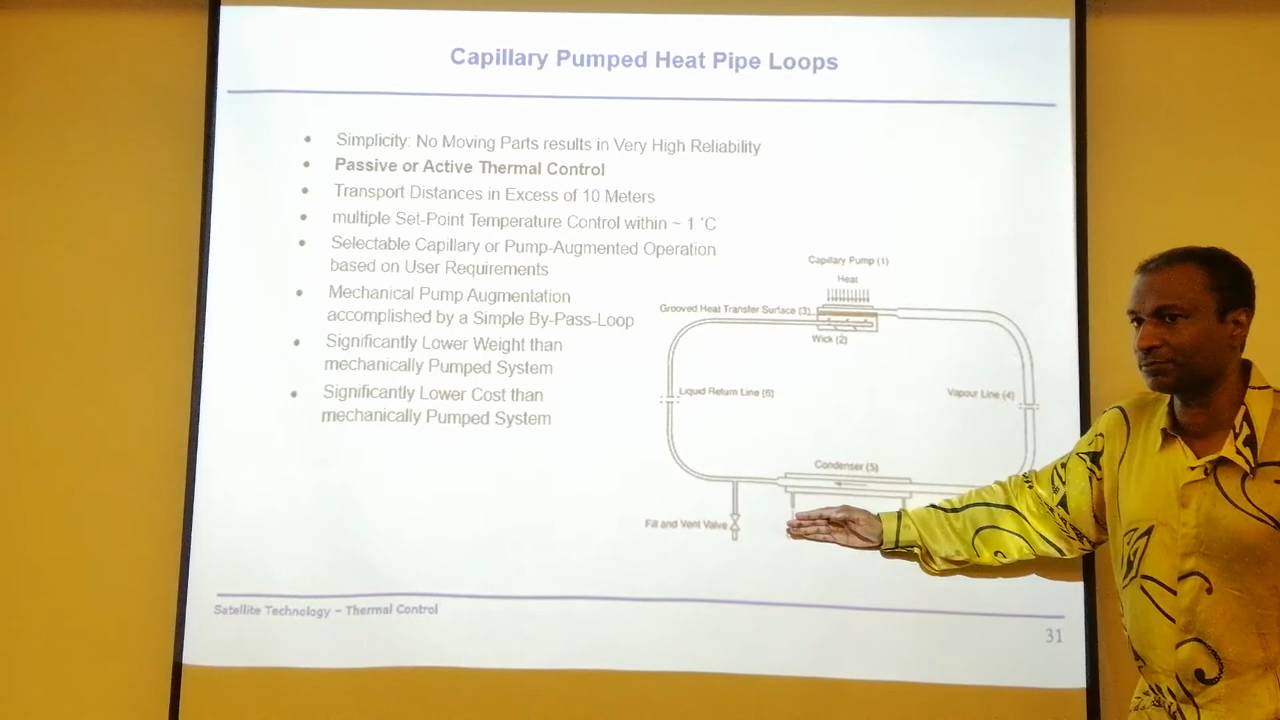 Capillary Pumped Heat Pipe Loops
• Simplicity: No Moving Parts results in Very High Reliability
• Passive or Active Thermal Control
• Transport Distances in Excess of 10 Meters
• multiple Set-Point Temperature Control within ~ 1 °C
• Selectable Capillary or Pump-Augmented Operation
based on User Requirements
• Mechanical Pump Augmentation
accomplished by a Simple By-Pass-Loop
• Significantly Lower Weight than
mechanically Pumped System
• Significantly Lower Cost than
mechanically Pumped System
Capillary Pump (1)
Heat
Grooved Heat Transfer Surface (3)
Wick (2)
Liquid Return Line (6)
Vapour Line (4)
Condenser (5)
Fill and Vent Valve
Satellite Technology – Thermal Control
31